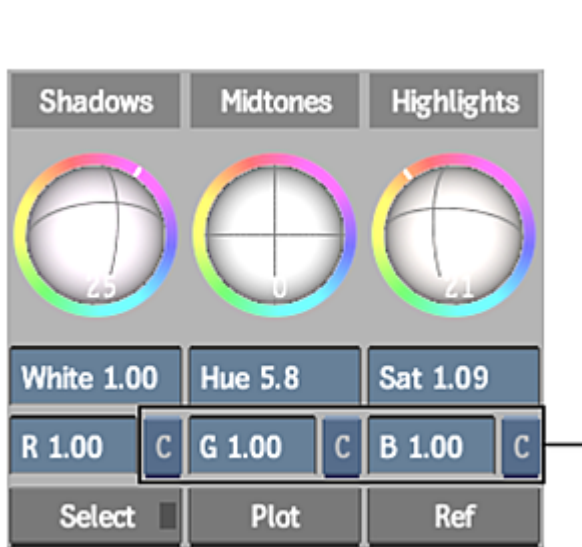 Shadows Midtones Highlights
25 0 21
White 1.00 Hue 5.8 Sat 1.09
R 1.00 C G 1.00 C B 1.00 C
Select Plot Ref